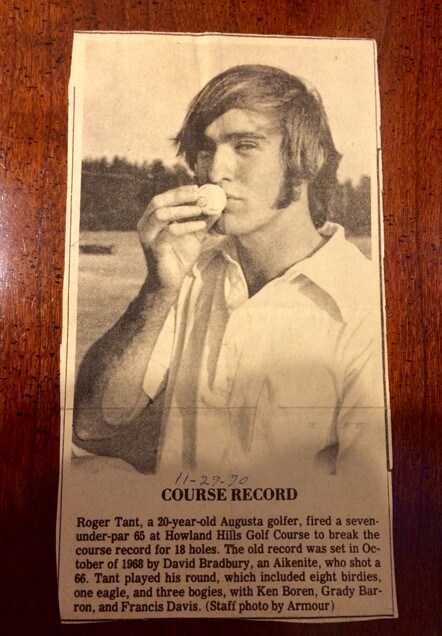 11-29-70
COURSE RECORD
Roger Tant, a 20-year-old Augusta golfer, fired a seven-
under-par 65 at Howland Hills Golf Course to break the
course record for 18 holes. The old record was set in Oc-
tober of 1968 by David Bradbury, an Aikenite, who shot a
66. Tant played his round, which included eight birdies,
one eagle, and three bogies, with Ken Boren, Grady Bar-
ron, and Francis Davis. (Staff photo by Armour)